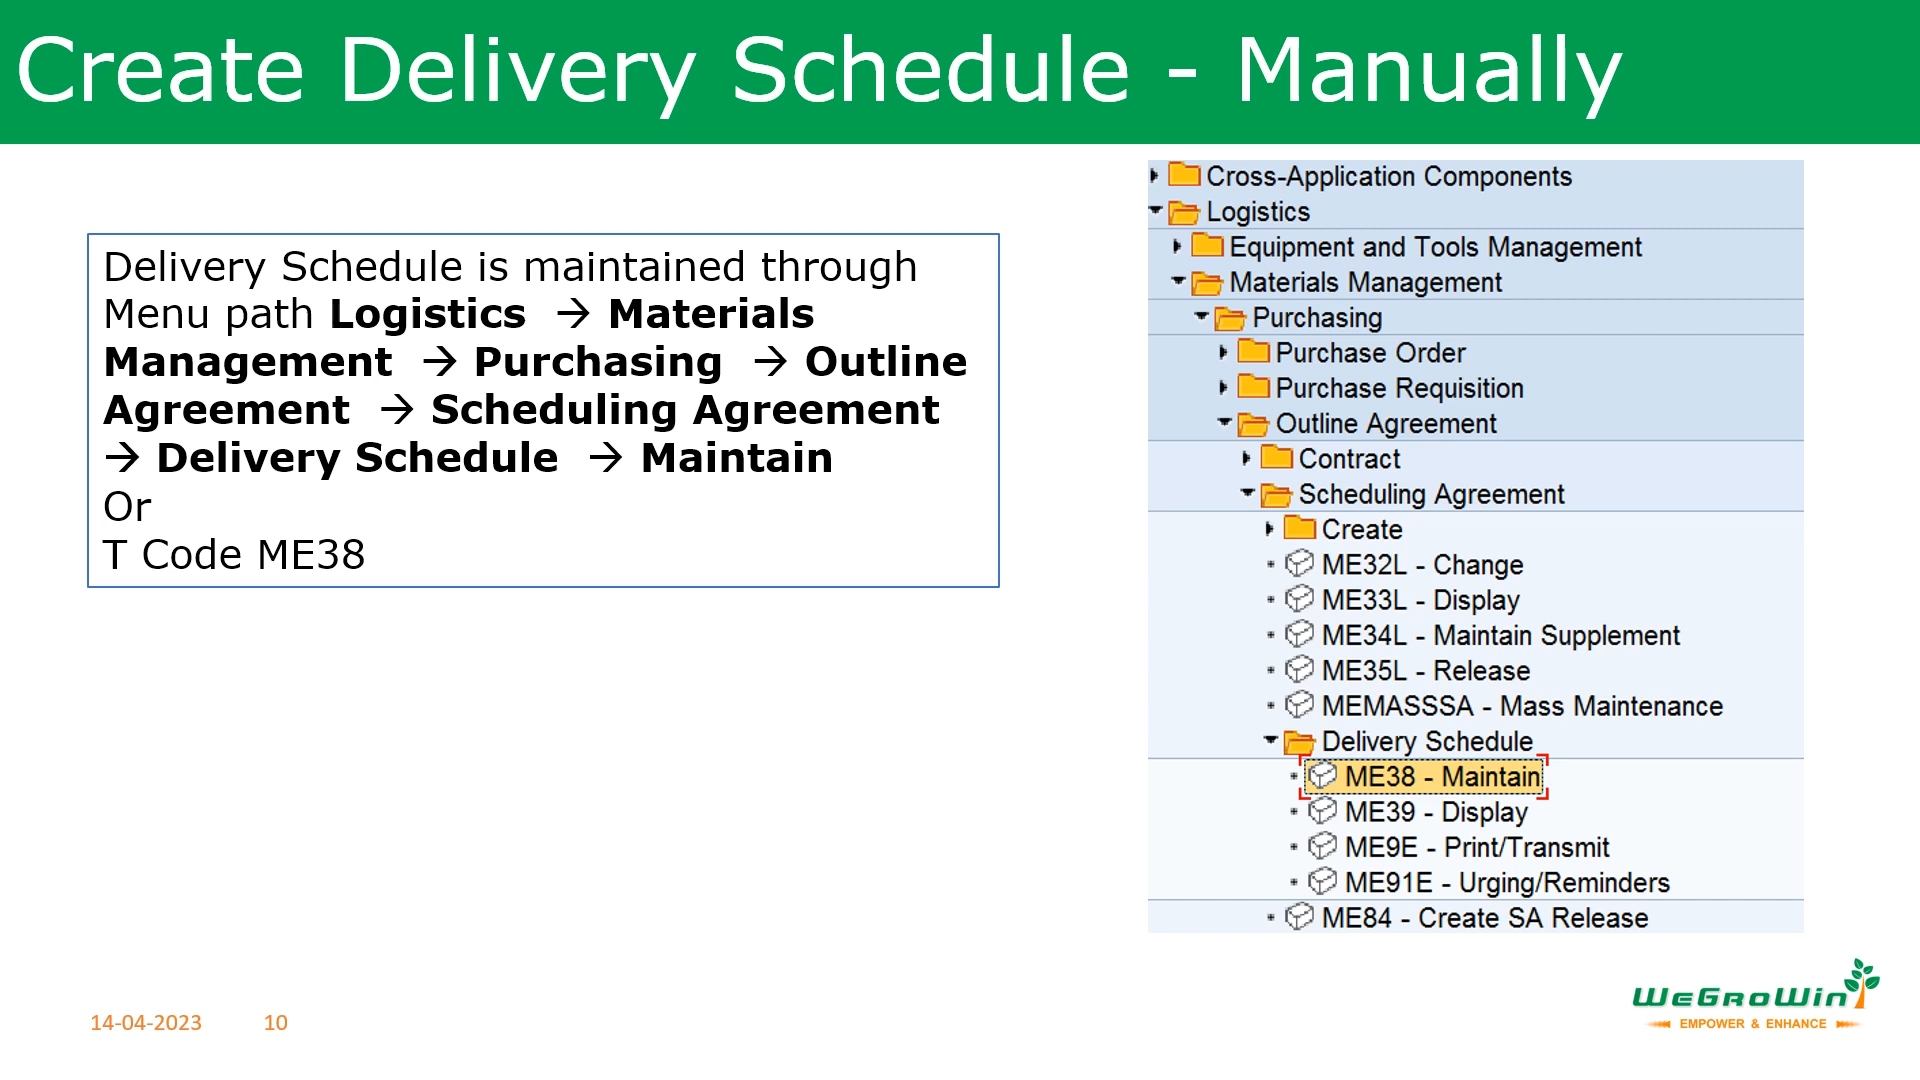 Create Delivery Schedule - Manually
Delivery Schedule is maintained through
Menu path Logistics → Materials
Management → Purchasing → Outline
Agreement → Scheduling Agreement
→ Delivery Schedule → Maintain
Or
T Code ME38
Cross-Application Components
Logistics
Equipment and Tools Management
Materials Management
Purchasing
Purchase Order
Purchase Requisition
Outline Agreement
Contract
Scheduling Agreement
Create
ME32L - Change
ME33L - Display
ME34L - Maintain Supplement
ME35L - Release
MEMASSSA - Mass Maintenance
Delivery Schedule
ME38 - Maintain
ME39 - Display
ME9E - Print/Transmit
ME91E - Urging/Reminders
ME84 - Create SA Release
14-04-2023 10
WeGroWin
EMPOWER & ENHANCE